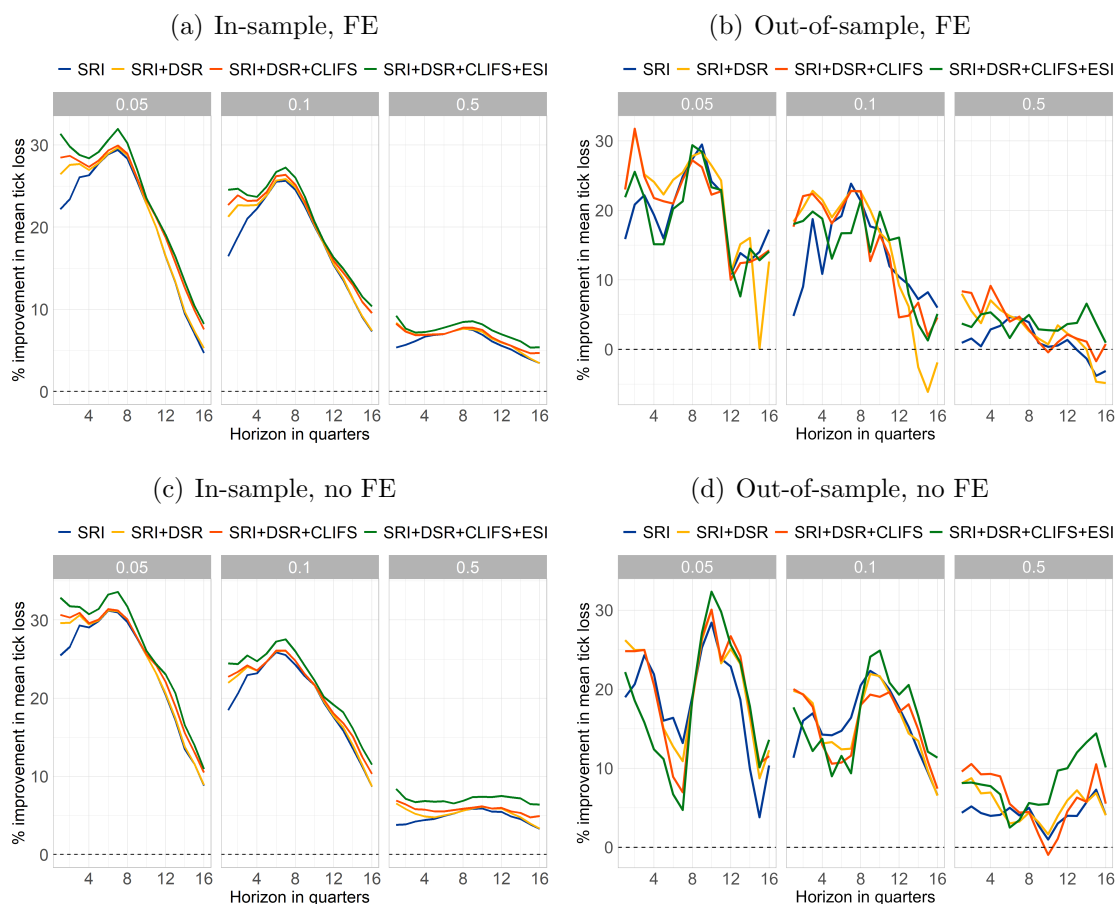 (a) In-sample, FE
SRI SRI+DSR SRI+DSR+CLIFS SRI+DSR+CLIFS+ESI
0.05 0.1 0.5
% improvement in mean tick loss
30
20
10
0
4 8 12 16 4 8 12 16 4 8 12 16
Horizon in quarters
(b) Out-of-sample, FE
SRI SRI+DSR SRI+DSR+CLIFS SRI+DSR+CLIFS+ESI
0.05 0.1 0.5
% improvement in mean tick loss
30
20
10
0
4 8 12 16 4 8 12 16 4 8 12 16
Horizon in quarters
(c) In-sample, no FE
SRI SRI+DSR SRI+DSR+CLIFS SRI+DSR+CLIFS+ESI
0.05 0.1 0.5
% improvement in mean tick loss
30
20
10
0
4 8 12 16 4 8 12 16 4 8 12 16
Horizon in quarters
(d) Out-of-sample, no FE
SRI SRI+DSR SRI+DSR+CLIFS SRI+DSR+CLIFS+ESI
0.05 0.1 0.5
% improvement in mean tick loss
30
20
10
0
4 8 12 16 4 8 12 16 4 8 12 16
Horizon in quarters